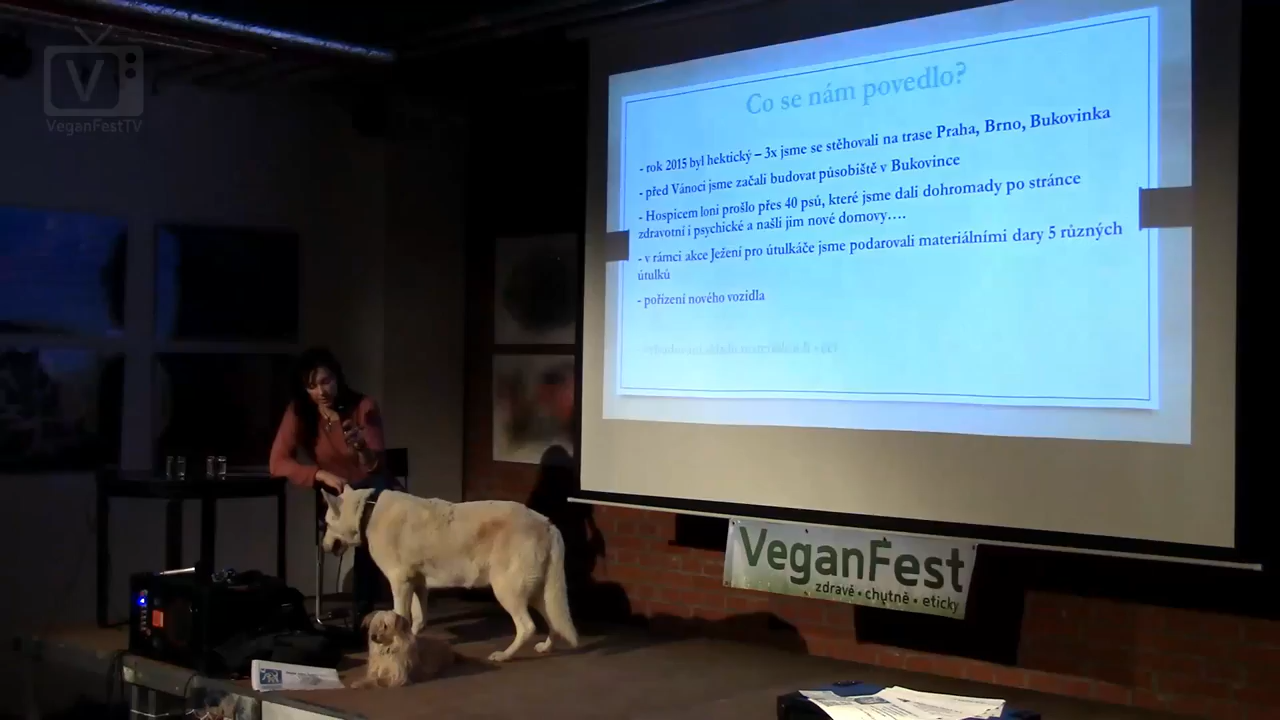 VeganFestTV
Co se nám povedlo?
- rok 2015 byl hektický – 3x jsme se stěhovali na trase Praha, Brno, Bukovinka
- před Vánoci jsme začali budovat působiště v Bukovince
- Hospicem loni prošlo přes 40 psů, které jsme dali dohromady po stránce
zdravotní i psychické a našli jim nové domovy….
- v rámci akce Ježení pro útulkáče jsme podarovali materiálními dary 5 různých
útulků
- pořízení nového vozidla
VeganFest
zdravě • chutně • eticky